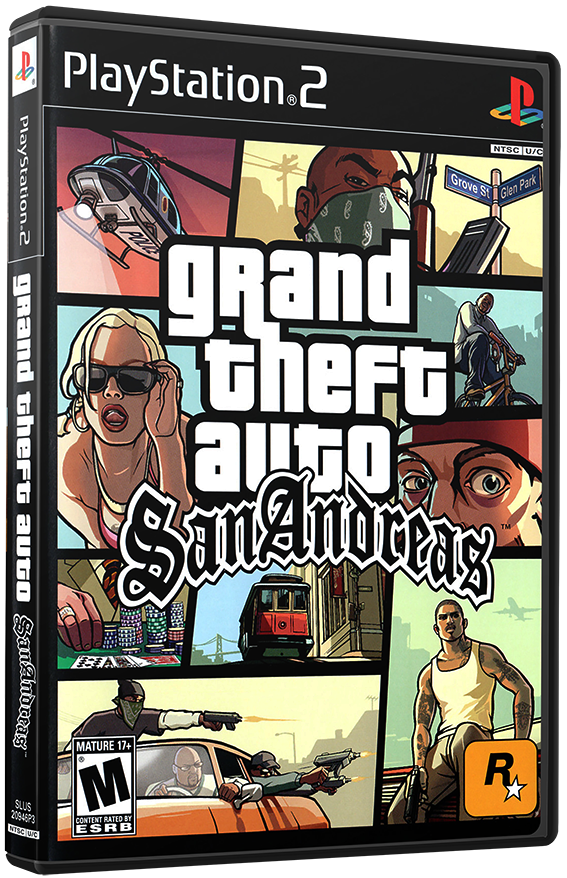 PlayStation®2
NTSC U/C
Grove St
Glen Park
grand
theft
auto
San Andreas
TM
MATURE 17+
M
®
CONTENT RATED BY
ESRB
R
PlayStation®2
grand theft auto
San Andreas
SLUS
20946P3
NTSC U/C